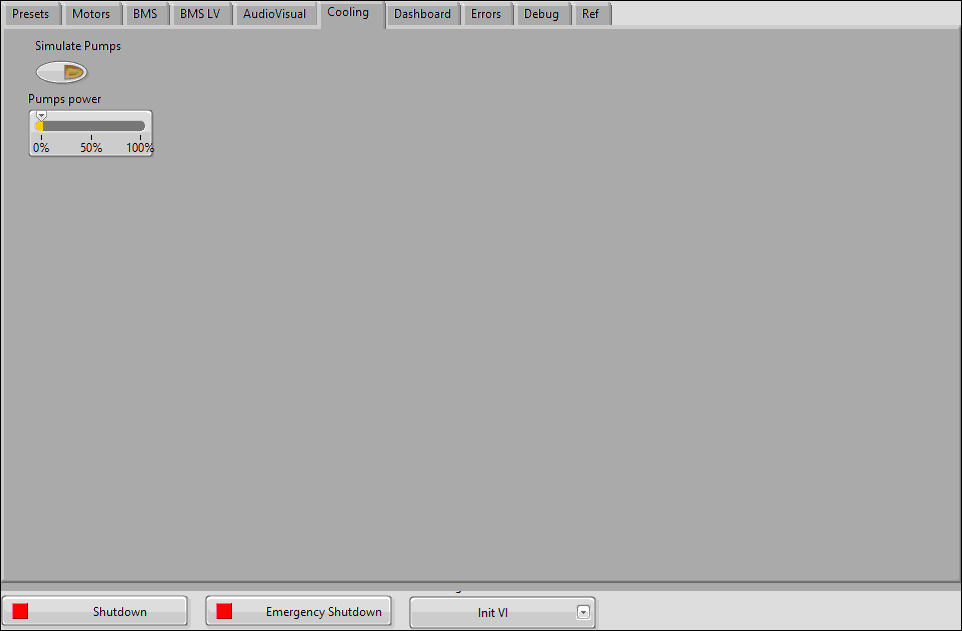 Presets Motors BMS BMS LV AudioVisual Cooling Dashboard Errors Debug Ref
Simulate Pumps
Pumps power
0% 50% 100%
Shutdown Emergency Shutdown Init VI